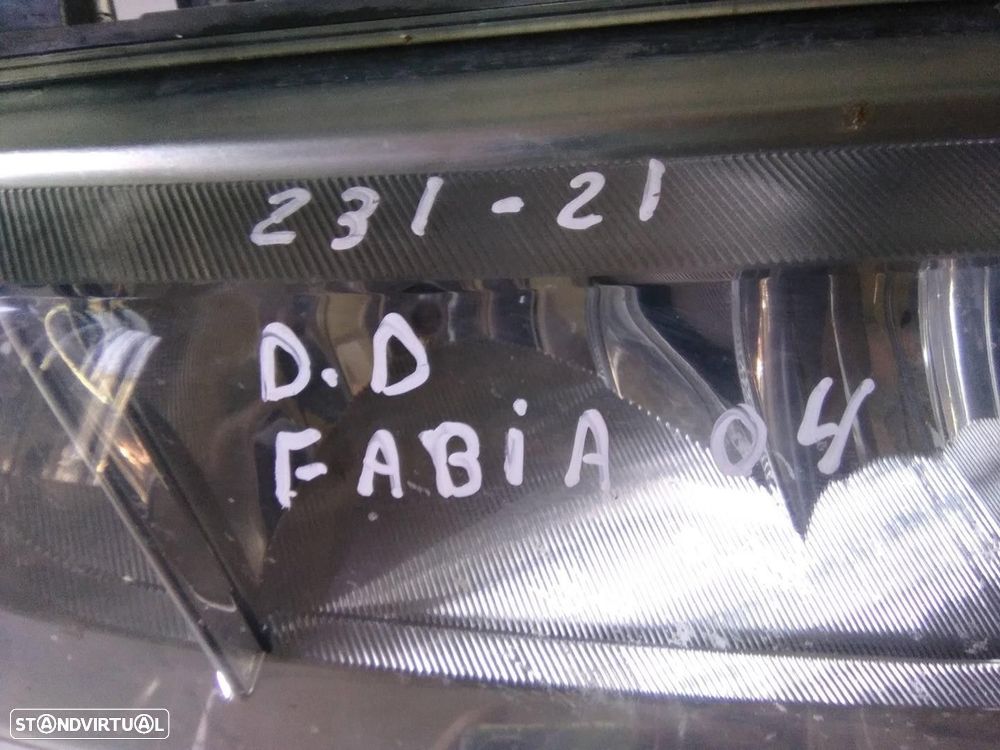 231-21
D.D
FABiA 04
STANDVIRTUAL